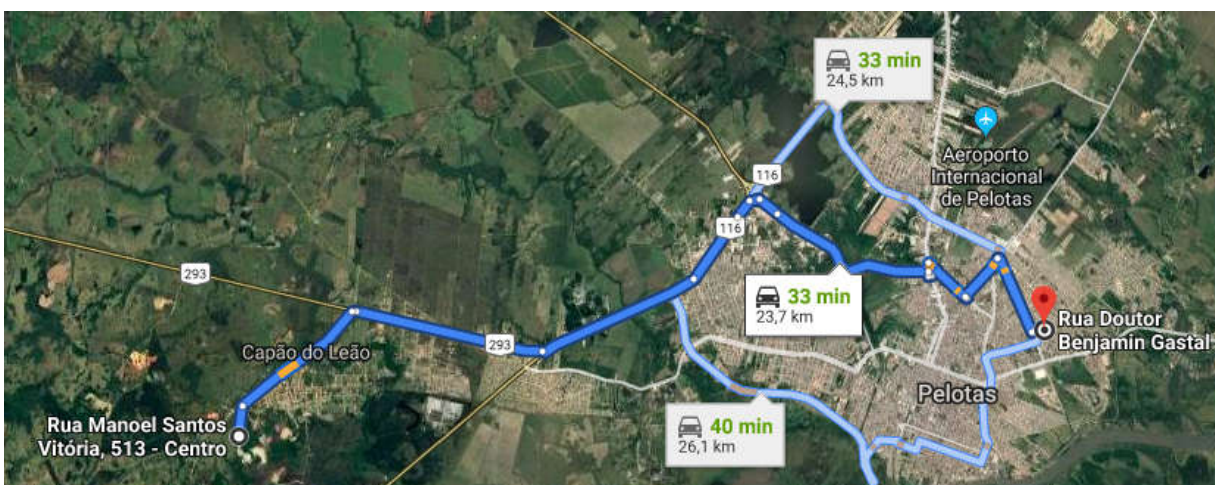 33 min
24,5 km
116
Aeroporto
Internacional
de Pelotas
116
293
33 min
23,7 km
Rua Doutor
Benjamin Gastal
Capão do Leão
293
Pelotas
Rua Manoel Santos
Vitória, 513 - Centro
40 min
26,1 km